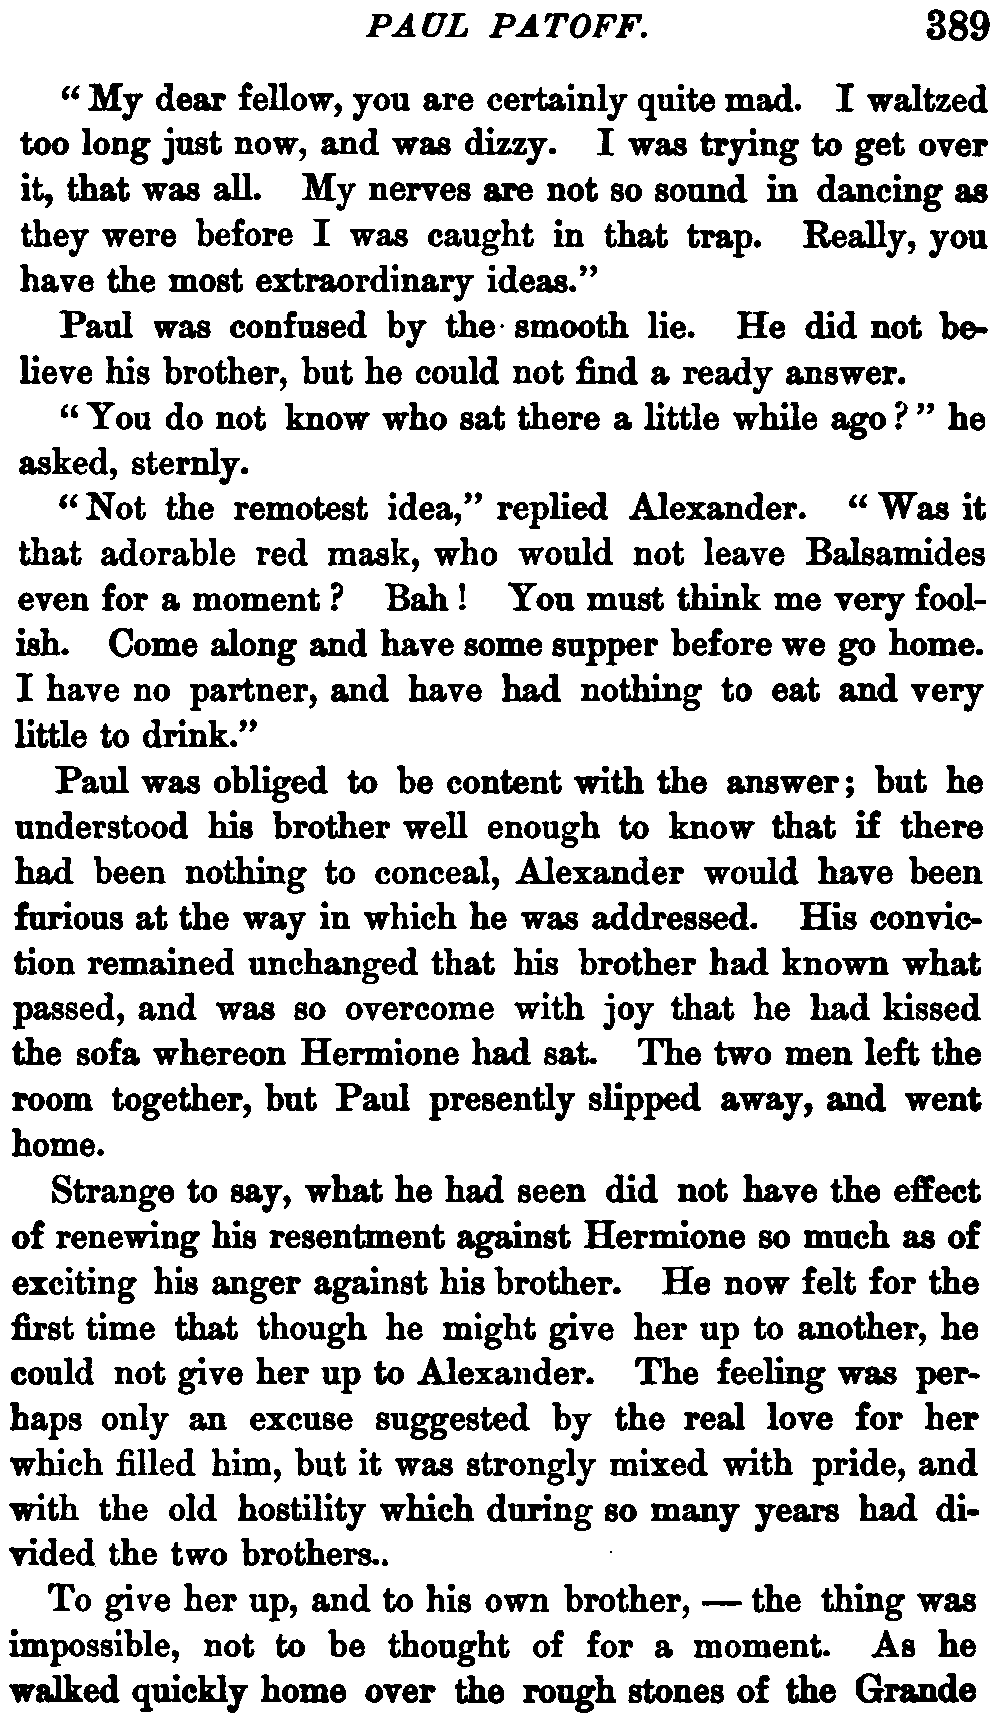 PAUL PATOFF. 389
“My dear fellow, you are certainly quite mad. I waltzed
too long just now, and was dizzy. I was trying to get over
it, that was all. My nerves are not so sound in dancing as
they were before I was caught in that trap. Really, you
have the most extraordinary ideas.”
Paul was confused by the smooth lie. He did not be-
lieve his brother, but he could not find a ready answer.
“You do not know who sat there a little while ago?” he
asked, sternly.
“Not the remotest idea,” replied Alexander. “Was it
that adorable red mask, who would not leave Balsamides
even for a moment? Bah! You must think me very fool-
ish. Come along and have some supper before we go home.
I have no partner, and have had nothing to eat and very
little to drink.”
Paul was obliged to be content with the answer; but he
understood his brother well enough to know that if there
had been nothing to conceal, Alexander would have been
furious at the way in which he was addressed. His convic-
tion remained unchanged that his brother had known what
passed, and was so overcome with joy that he had kissed
the sofa whereon Hermione had sat. The two men left the
room together, but Paul presently slipped away, and went
home.
Strange to say, what he had seen did not have the effect
of renewing his resentment against Hermione so much as of
exciting his anger against his brother. He now felt for the
first time that though he might give her up to another, he
could not give her up to Alexander. The feeling was per-
haps only an excuse suggested by the real love for her
which filled him, but it was strongly mixed with pride, and
with the old hostility which during so many years had di-
vided the two brothers..
To give her up, and to his own brother, — the thing was
impossible, not to be thought of for a moment. As he
walked quickly home over the rough stones of the Grande